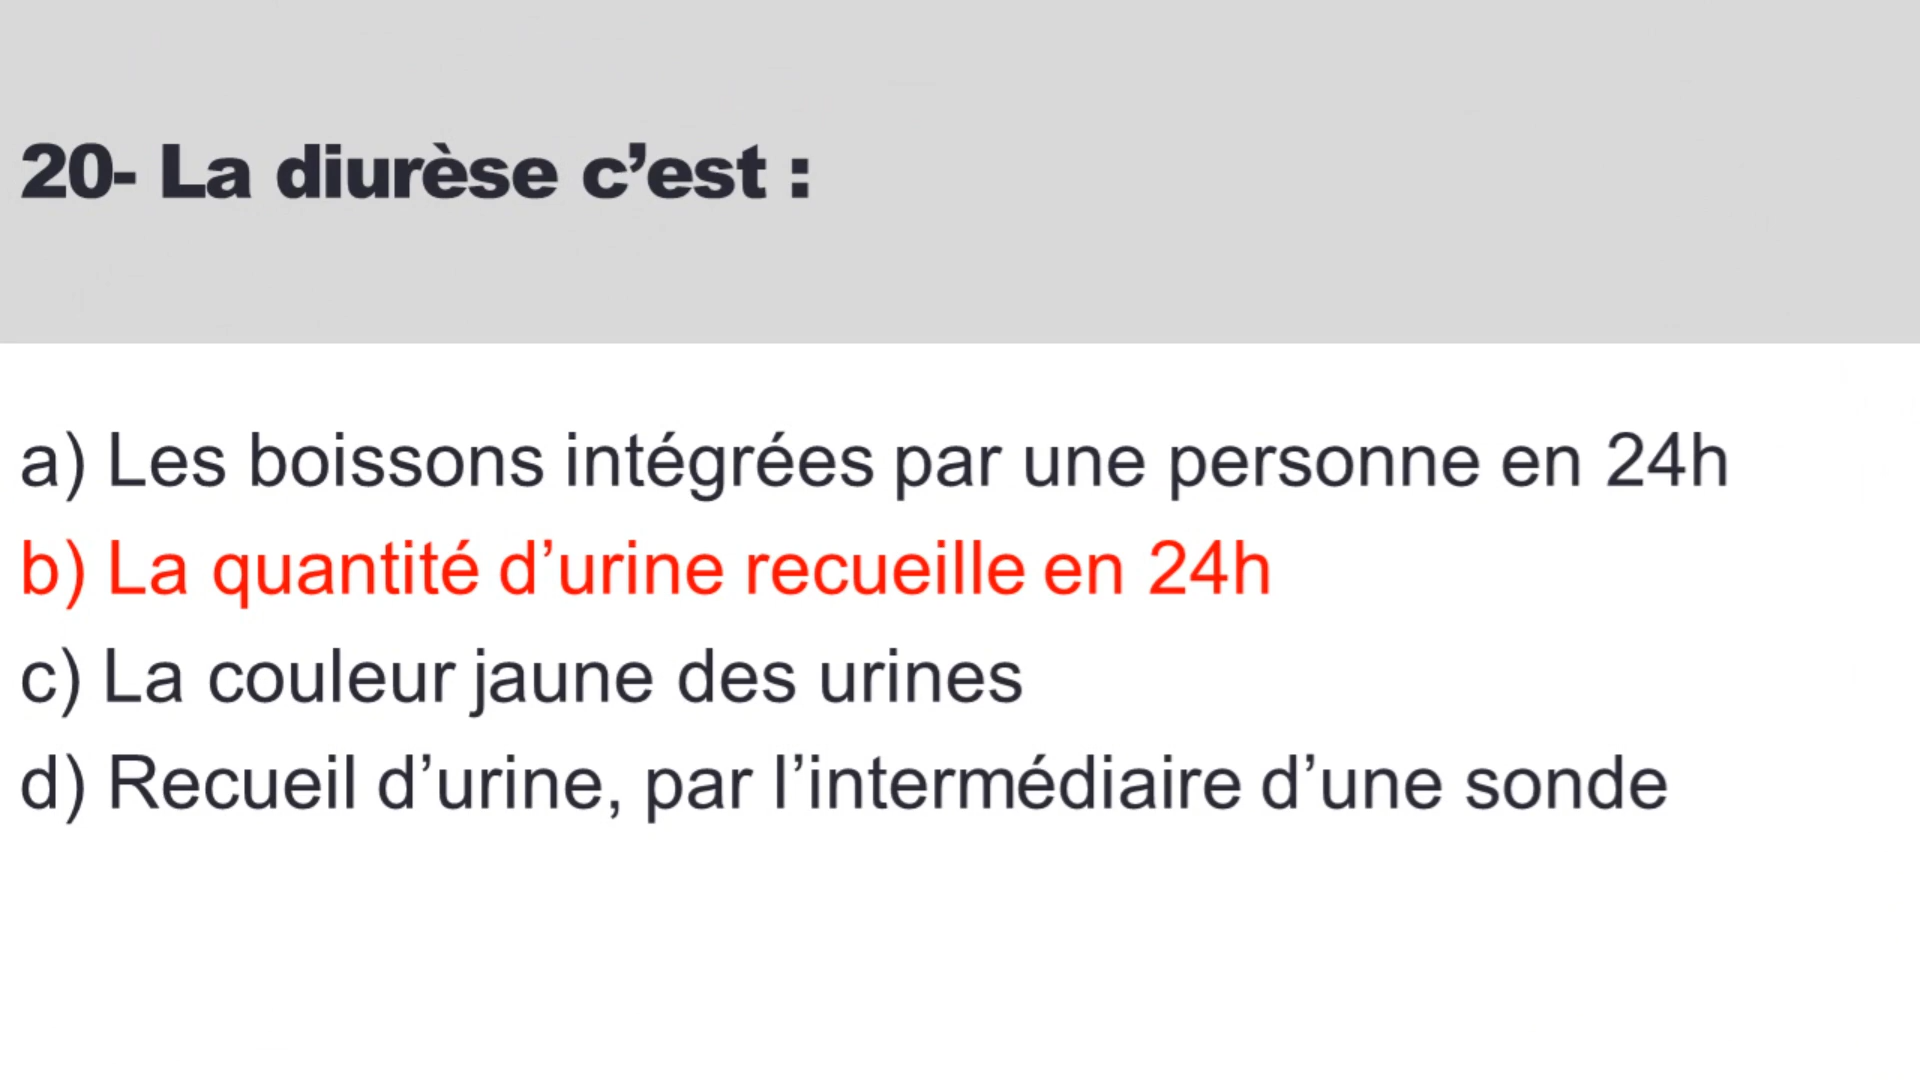 20- La diurèse c’est :
a) Les boissons intégrées par une personne en 24h
b) La quantité d’urine recueille en 24h
c) La couleur jaune des urines
d) Recueil d’urine, par l’intermédiaire d’une sonde